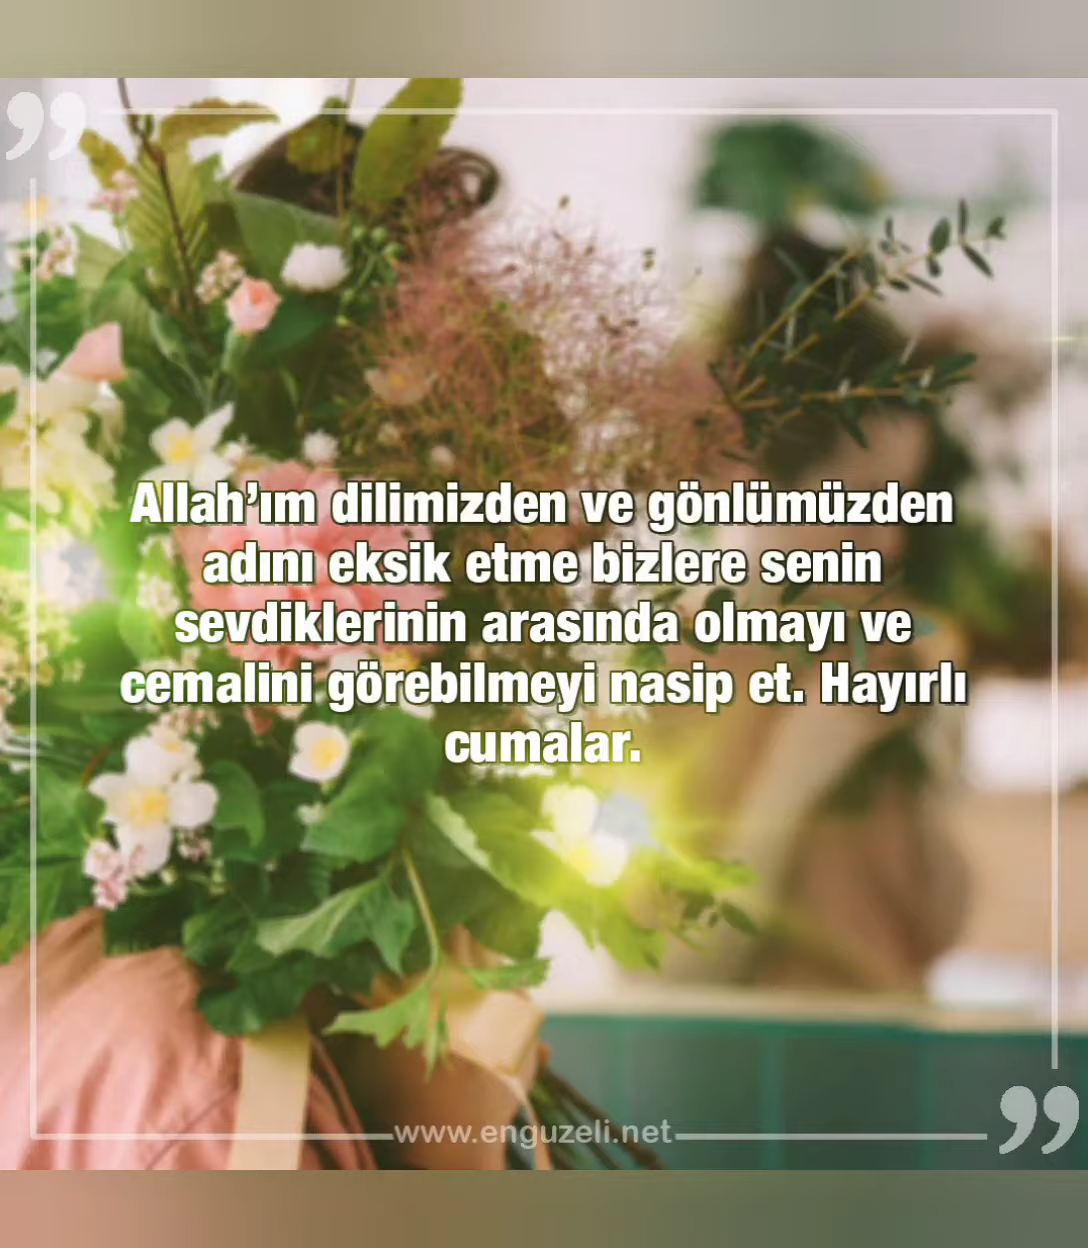 Allah’ım dilimizden ve gönlümüzden
adını eksik etme bizlere senin
sevdiklerinin arasında olmayı ve
cemalini görebilmeyi nasip et. Hayırlı
cumalar.
www.enguzeli.net